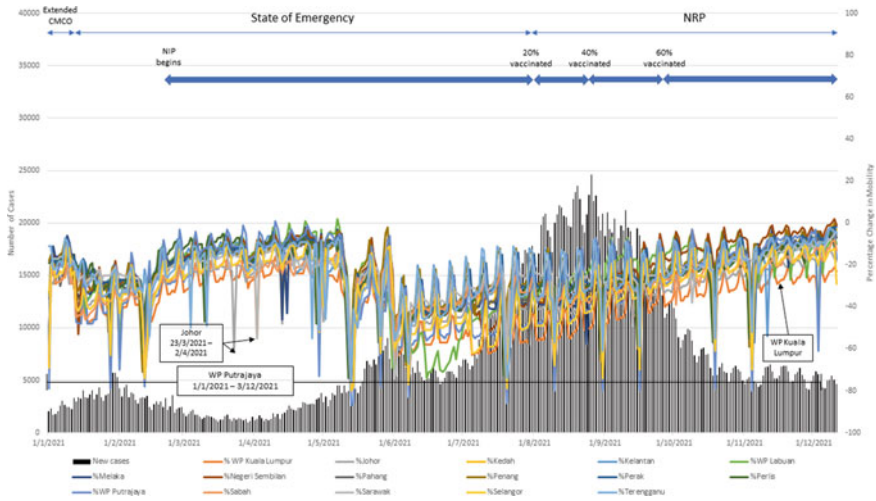 Extended
CMCO
State of Emergency
NRP
NIP
begins
20%
vaccinated
40%
vaccinated
60%
vaccinated
40000
35000
30000
25000
20000
15000
10000
5000
0
Number of Cases
100
80
60
40
20
0
-20
-40
-60
-80
-100
Percentage Change in Mobility
Johor
23/3/2021 –
2/4/2021
WP Putrajaya
1/1/2021 – 3/12/2021
WP Kuala
Lumpur
1/1/2021 1/2/2021 1/3/2021 1/4/2021 1/5/2021 1/6/2021 1/7/2021 1/8/2021 1/9/2021 1/10/2021 1/11/2021 1/12/2021
New cases % WP Kuala Lumpur %Johor %Kedah %Kelantan %WP Labuan
%Melaka %Negeri Sembilan %Pahang %Penang %Perak %Perlis
%WP Putrajaya %Sabah %Sarawak %Selangor %Terengganu